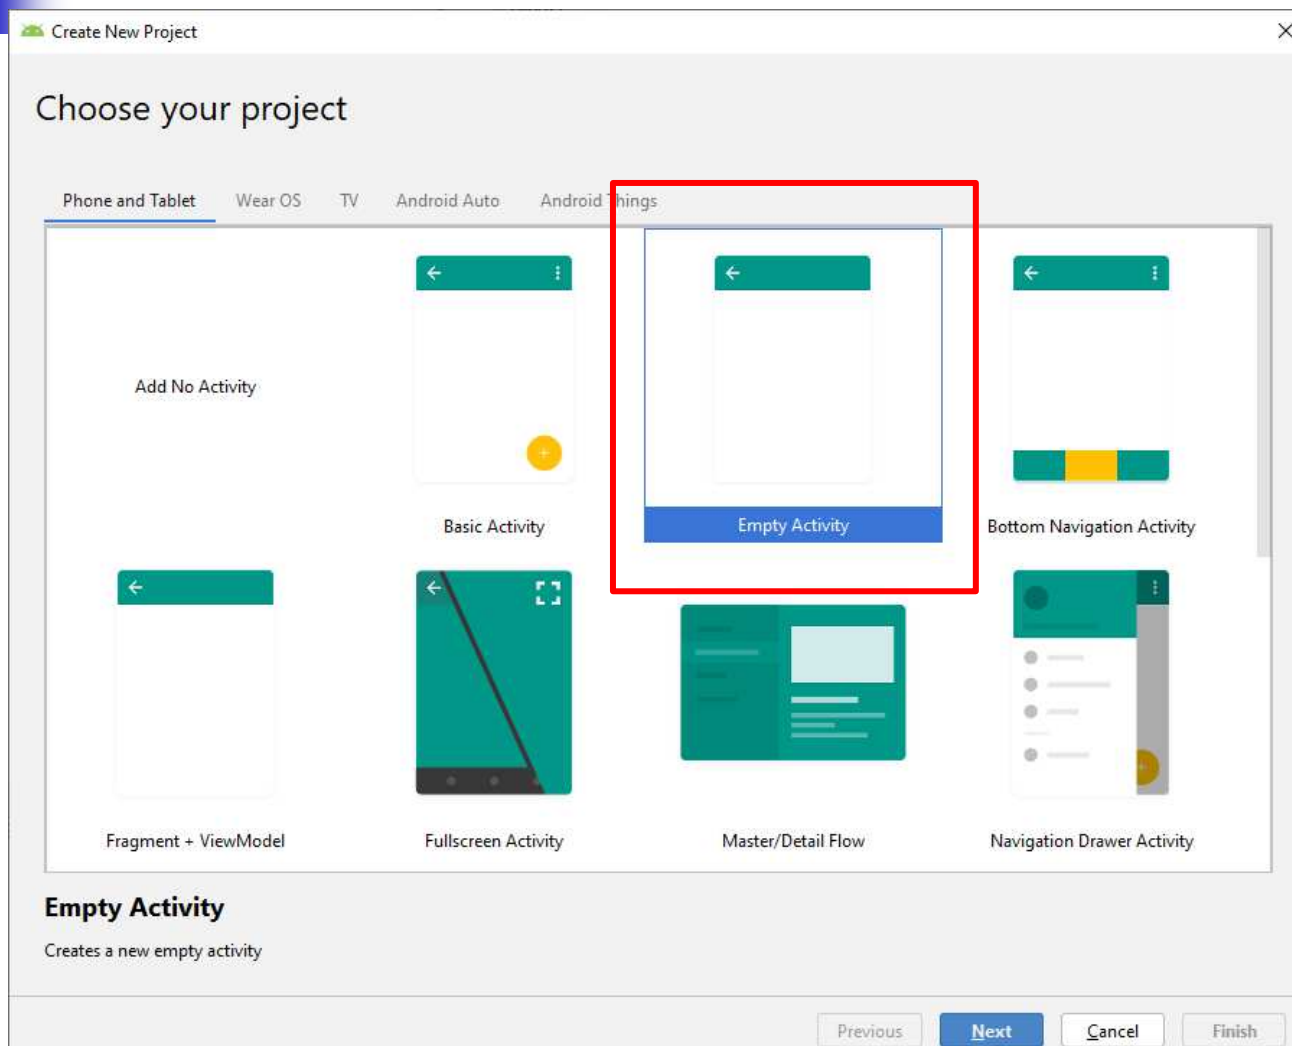 Create New Project
Choose your project
Phone and Tablet Wear OS TV Android Auto Android Things
Add No Activity
Basic Activity
Empty Activity
Bottom Navigation Activity
Fragment + ViewModel
Fullscreen Activity
Master/Detail Flow
Navigation Drawer Activity
Empty Activity
Creates a new empty activity
Previous Next Cancel Finish